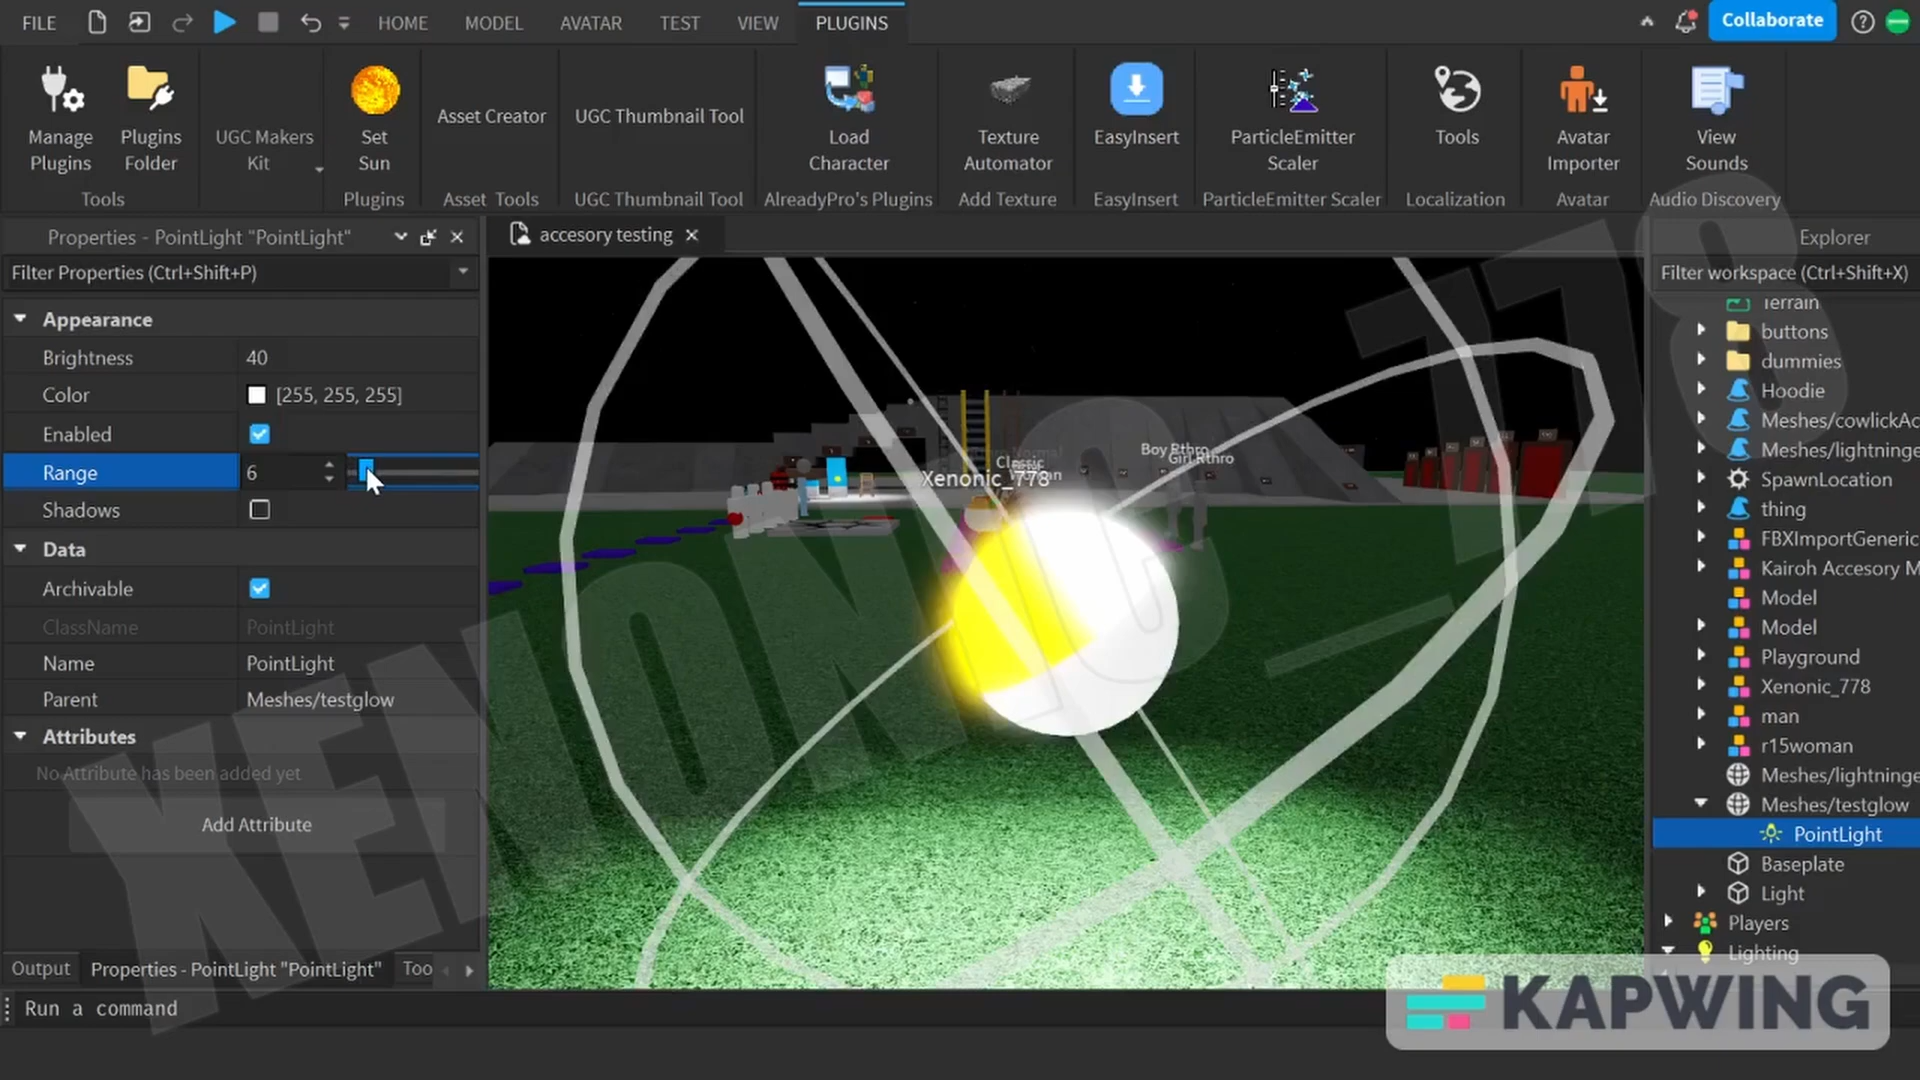 FILE HOME MODEL AVATAR TEST VIEW PLUGINS Collaborate
Manage Plugins
Plugins Folder
UGC Makers Kit
Set Sun
Asset Creator
UGC Thumbnail Tool
Load Character
Texture Automator
EasyInsert
ParticleEmitter Scaler
Tools
Avatar Importer
View Sounds
Tools Plugins Asset Tools UGC Thumbnail Tool AlreadyPro's Plugins Add Texture EasyInsert ParticleEmitter Scaler Localization Avatar Audio Discovery
Properties - PointLight "PointLight"
Filter Properties (Ctrl+Shift+P)
Appearance
Brightness 40
Color [255, 255, 255]
Enabled
Range 6
Shadows
Data
Archivable
ClassName PointLight
Name PointLight
Parent Meshes/testglow
Attributes
No Attribute has been added yet
Add Attribute
Output Properties - PointLight "PointLight" Too
Run a command
accesory testing
Boy Rthro
Girl Rthro
Xenonic_778
XENONIC_778
Explorer
Filter workspace (Ctrl+Shift+X)
Terrain
buttons
dummies
Hoodie
Meshes/cowlickAc
Meshes/lightninge
SpawnLocation
thing
FBXImportGeneric
Kairoh Accesory M
Model
Model
Playground
Xenonic_778
man
r15woman
Meshes/lightninge
Meshes/testglow
PointLight
Baseplate
Light
Players
Lighting
KAPWING